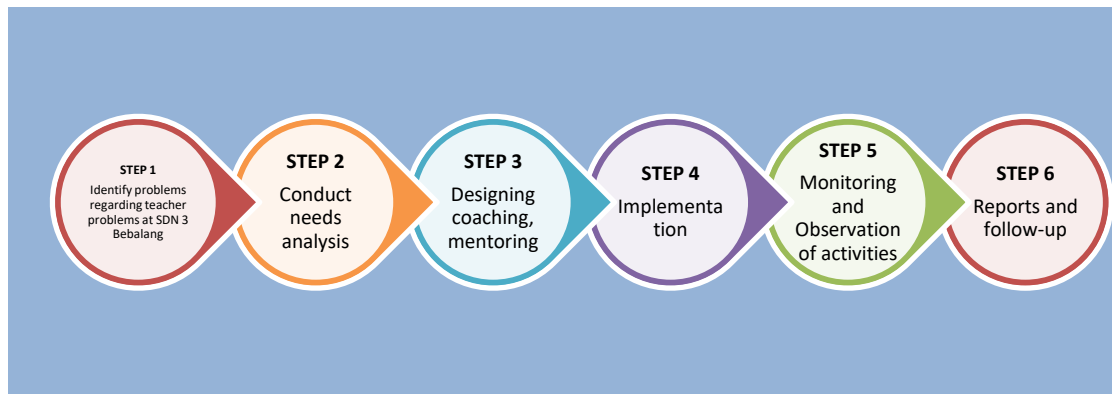 STEP 1
Identify problems
regarding teacher
problems at SDN 3
Bebalang
STEP 2
Conduct
needs
analysis
STEP 3
Designing
coaching,
mentoring
STEP 4
Implementa
tion
STEP 5
Monitoring
and
Observation
of activities
STEP 6
Reports and
follow-up